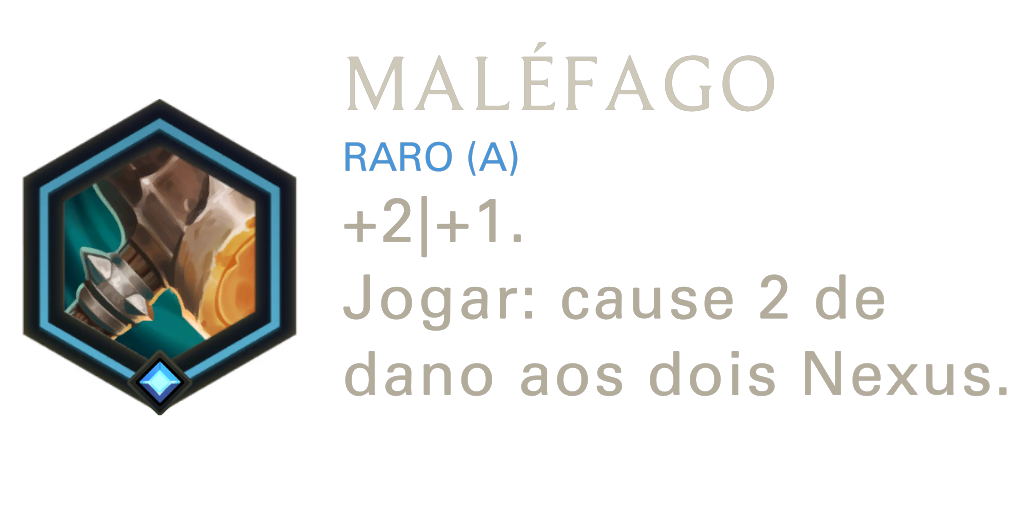 MALÉFAGO
RARO (A)
+2|+1.
Jogar: cause 2 de
dano aos dois Nexus.